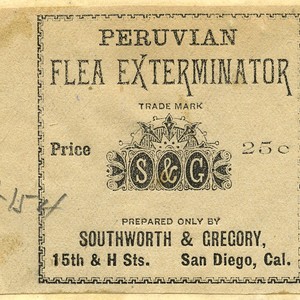 PERUVIAN
FLEA EXTERMINATOR
TRADE MARK
Price 25c
S & G
PREPARED ONLY BY
SOUTHWORTH & GREGORY,
15th & H Sts. San Diego, Cal.